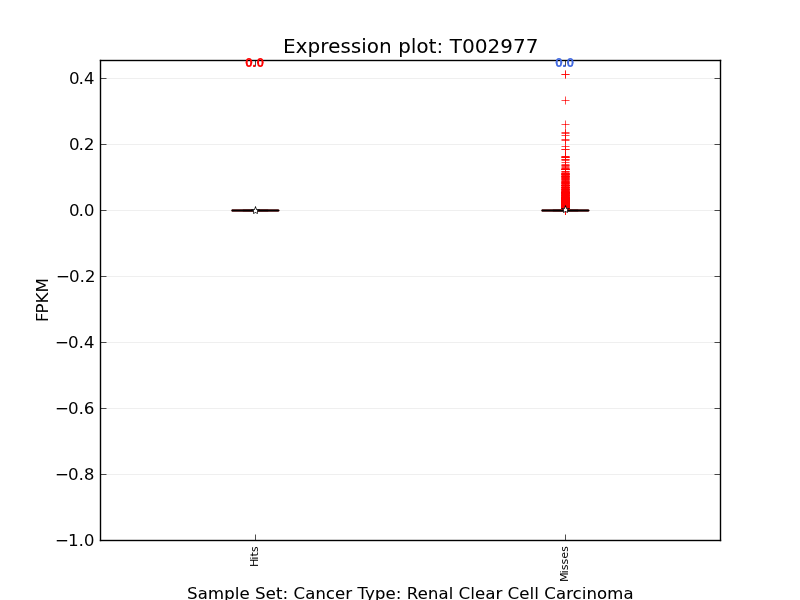 Expression plot: T002977
0.0
0.0
0.4
0.2
0.0
−0.2
−0.4
−0.6
−0.8
−1.0
FPKM
Hits
Misses
Sample Set: Cancer Type: Renal Clear Cell Carcinoma